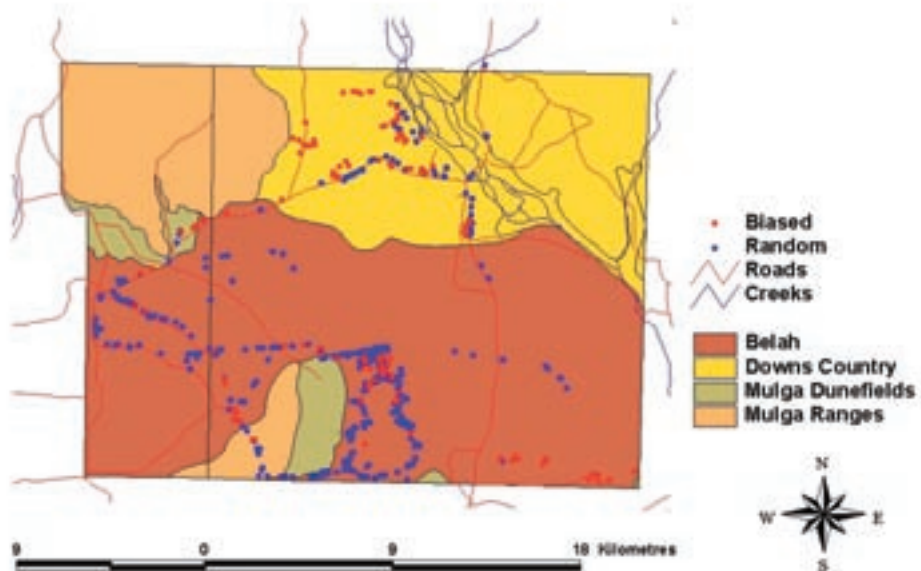 Biased
Random
Roads
Creeks
Belah
Downs Country
Mulga Dunefields
Mulga Ranges
N
W E
S
9 0 9 18 Kilometres